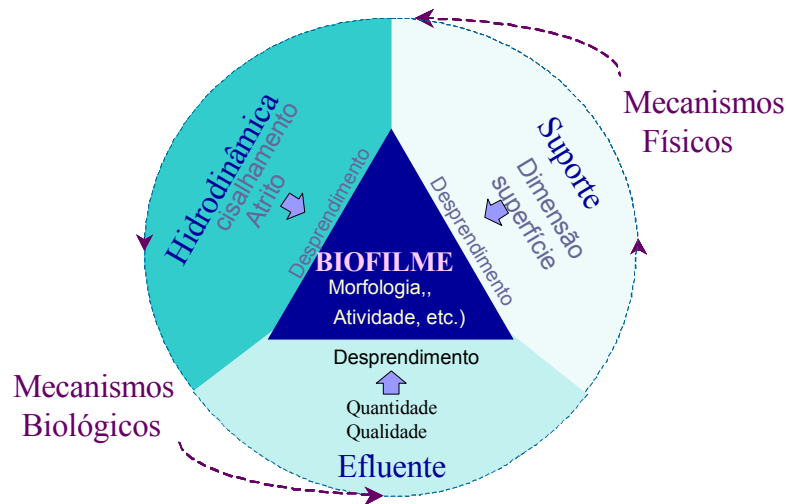 Mecanismos
Físicos
Hidrodinâmica
cisalhamento
Atrito
Desprendimento
Suporte
Dimensão
superfície
Desprendimento
BIOFILME
Morfologia,,
Atividade, etc.)
Desprendimento
Quantidade
Qualidade
Efluente
Mecanismos
Biológicos